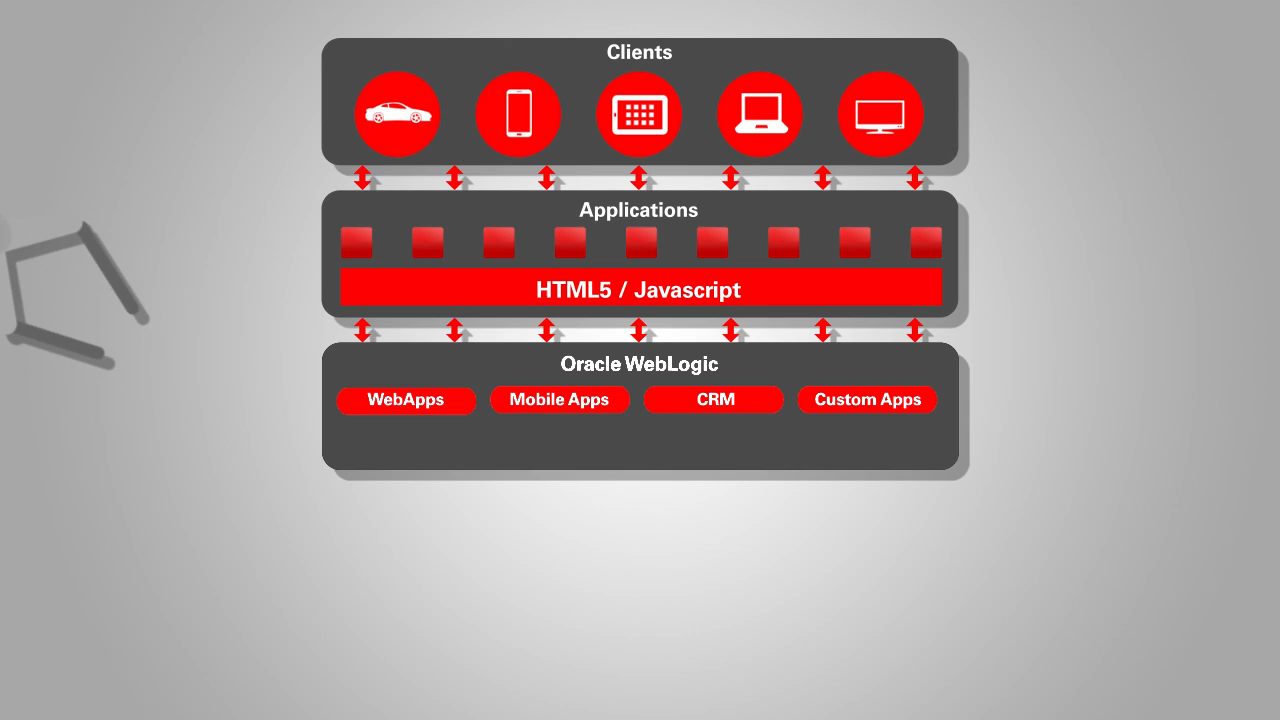 Clients
Applications
HTML5 / Javascript
Oracle WebLogic
WebApps Mobile Apps CRM Custom Apps